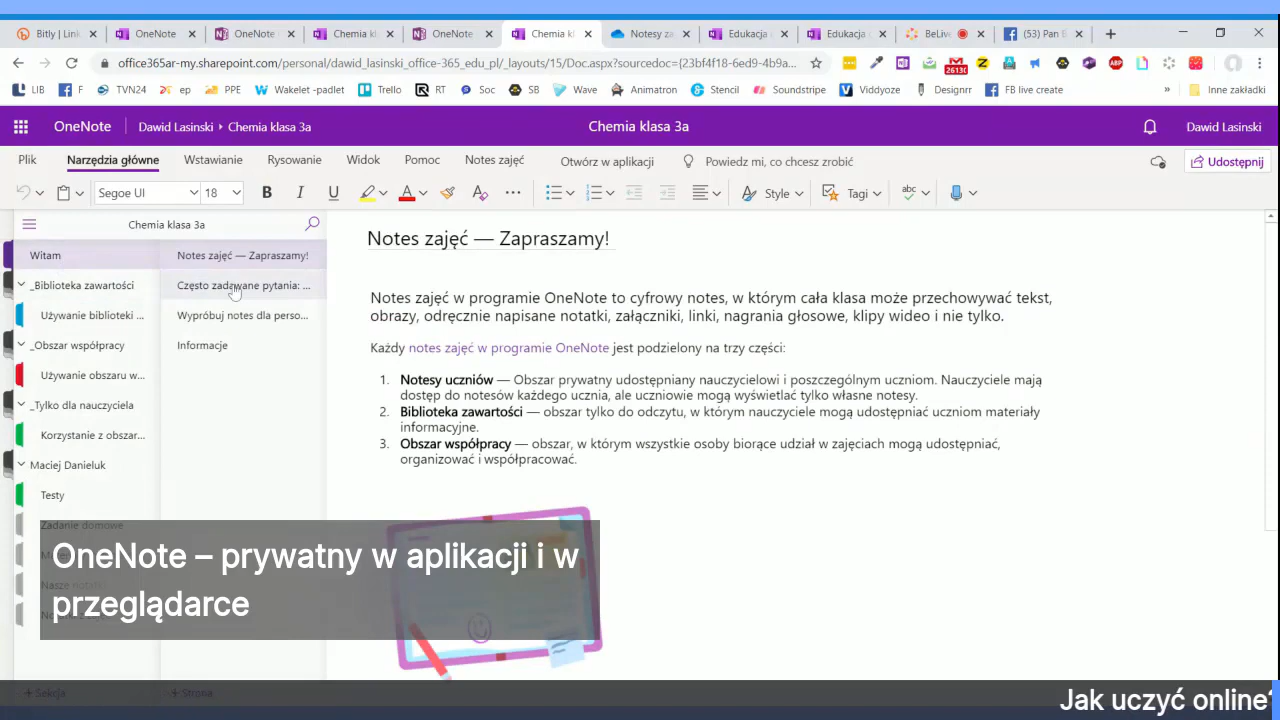 Bitly | Link
OneNote
OneNote
Chemia kl
OneNote
Chemia kl
Notesy za
Edukacja
Edukacja
BeLive
(53) Pan
office365ar-my.sharepoint.com/personal/dawid_lasinski_office-365_edu_pl/_layouts/15/Doc.aspx?sourcedoc={23bf4f18-6ed9-4b9a...
LIB
F
TVN24
ep
PPE
Wakelet -padlet
Trello
RT
Soc
SB
Wave
Animatron
Stencil
Soundstripe
Viddyoze
Designrr
FB live create
»
Inne zakładki
OneNote
Dawid Lasinski › Chemia klasa 3a
Chemia klasa 3a
Dawid Lasinski
Plik
Narzędzia główne
Wstawianie
Rysowanie
Widok
Pomoc
Notes zajęć
Otwórz w aplikacji
Powiedz mi, co chcesz zrobić
Udostępnij
Segoe UI
18
B
I
U
Style
Tagi
Chemia klasa 3a
Witam
_Biblioteka zawartości
Używanie biblioteki ...
_Obszar współpracy
Używanie obszaru w...
_Tylko dla nauczyciela
Korzystanie z obszar...
Maciej Danieluk
Testy
Zadanie domowe
Nasze notat
+ Sekcja
Notes zajęć — Zapraszamy!
Często zadawane pytania: ...
Wypróbuj notes dla perso...
Informacje
+ Strona
Notes zajęć — Zapraszamy!
Notes zajęć w programie OneNote to cyfrowy notes, w którym cała klasa może przechowywać tekst,
obrazy, odręcznie napisane notatki, załączniki, linki, nagrania głosowe, klipy wideo i nie tylko.
Każdy notes zajęć w programie OneNote jest podzielony na trzy części:
1. Notesy uczniów — Obszar prywatny udostępniany nauczycielowi i poszczególnym uczniom. Nauczyciele mają
dostęp do notesów każdego ucznia, ale uczniowie mogą wyświetlać tylko własne notesy.
2. Biblioteka zawartości — obszar tylko do odczytu, w którym nauczyciele mogą udostępniać uczniom materiały
informacyjne.
3. Obszar współpracy — obszar, w którym wszystkie osoby biorące udział w zajęciach mogą udostępniać,
organizować i współpracować.
OneNote – prywatny w aplikacji i w
przeglądarce
Jak uczyć online?